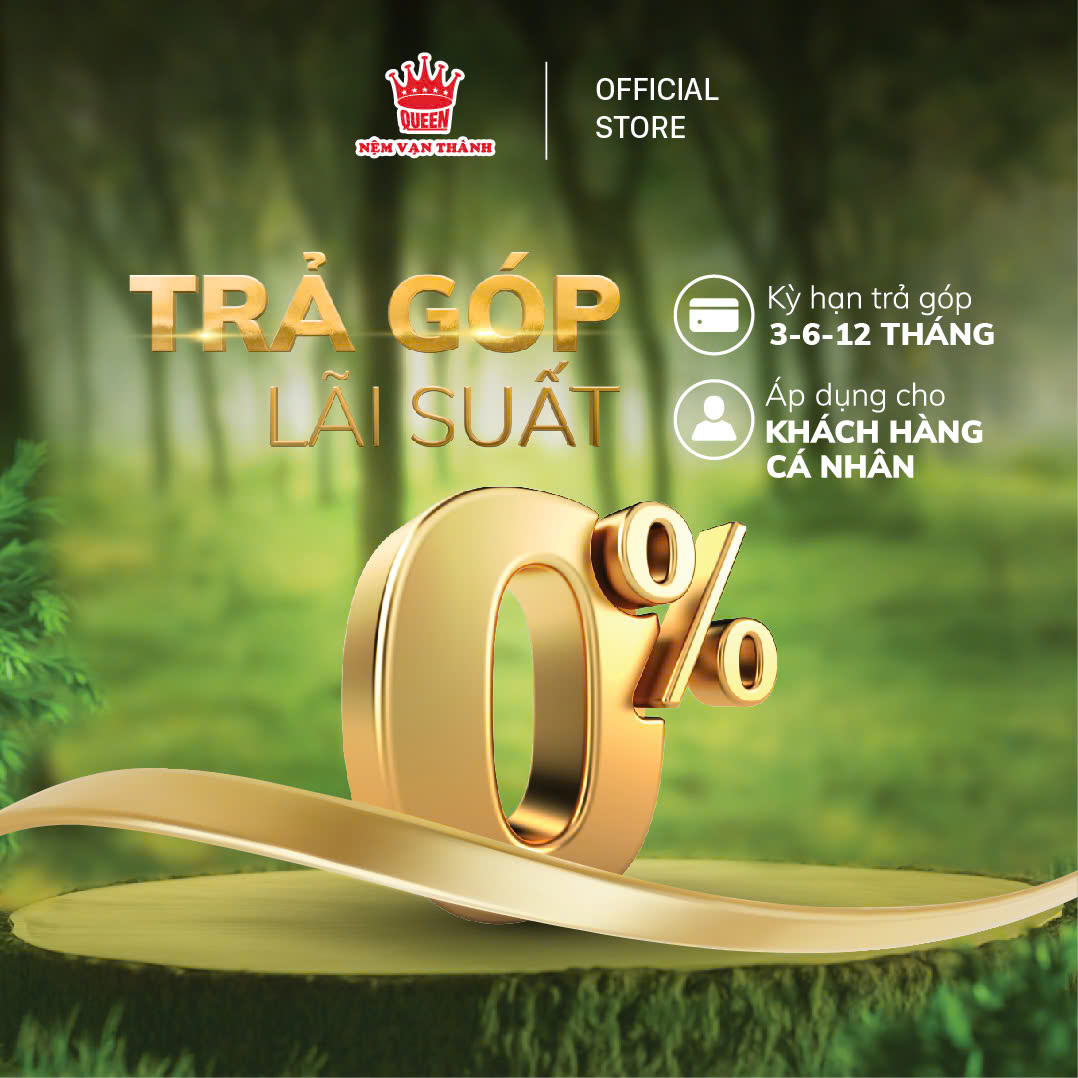 QUEEN
NỆM VẠN THÀNH
OFFICIAL
STORE
TRẢ GÓP
LÃI SUẤT
0%
Kỳ hạn trả góp
3-6-12 THÁNG
Áp dụng cho
KHÁCH HÀNG
CÁ NHÂN